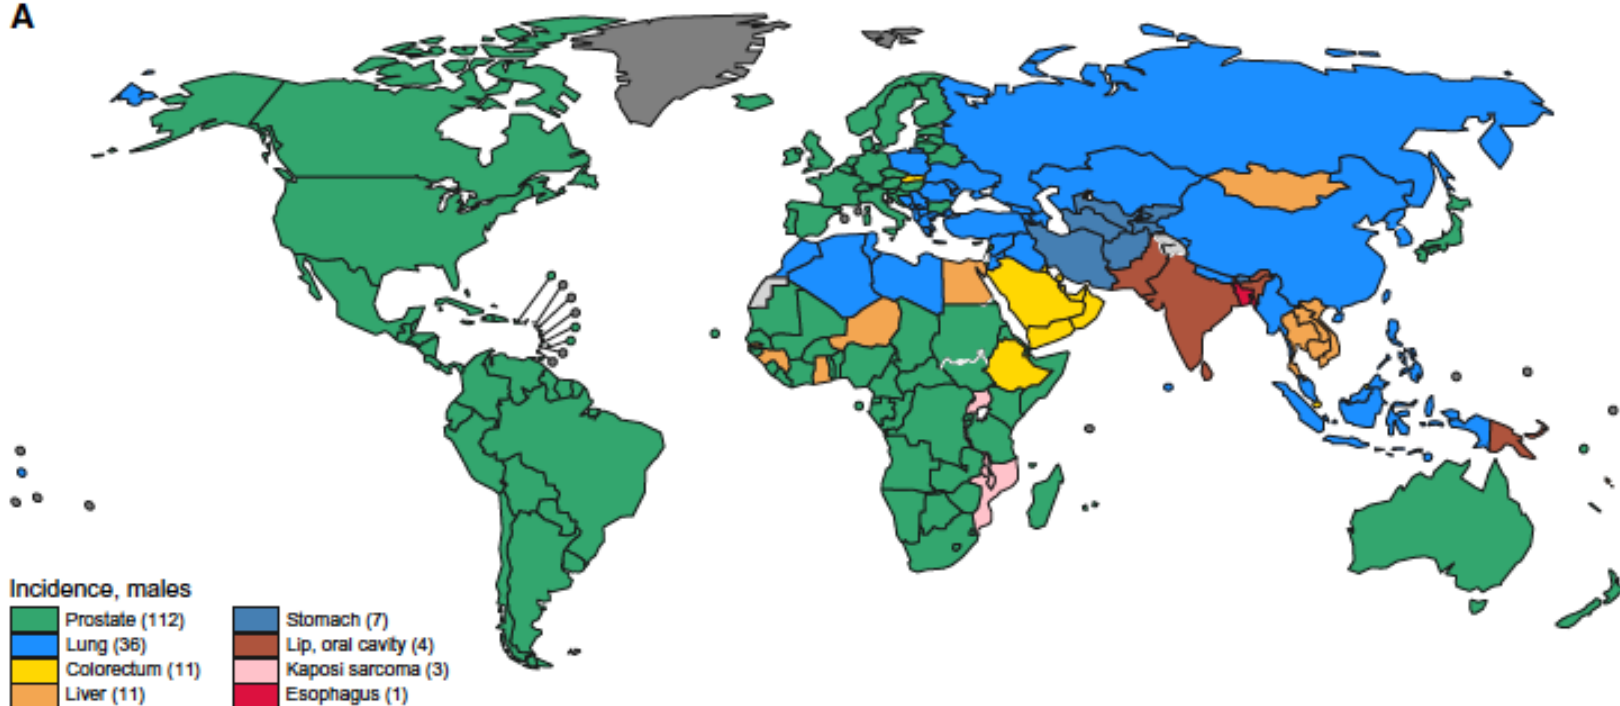 A
Incidence, males
Prostate (112)
Lung (36)
Colorectum (11)
Liver (11)
Stomach (7)
Lip, oral cavity (4)
Kaposi sarcoma (3)
Esophagus (1)